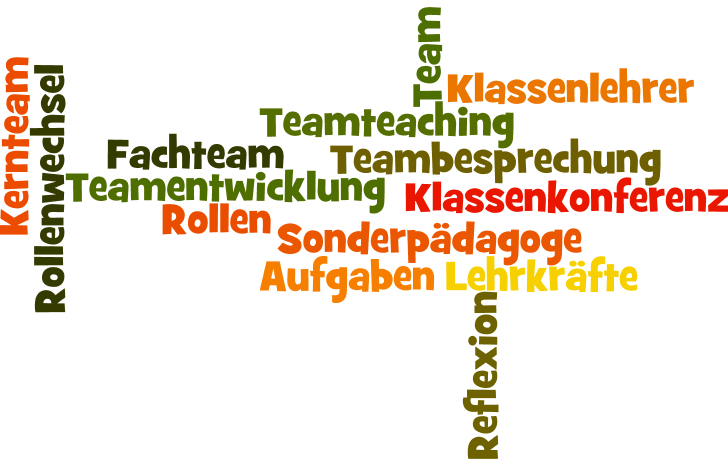 Team
Klassenlehrer
Kernteam
Rollenwechsel
Teamteaching
Fachteam
Teambesprechung
Teamentwicklung
Klassenkonferenz
Rollen
Sonderpädagoge
Aufgaben
Lehrkräfte
Reflexion